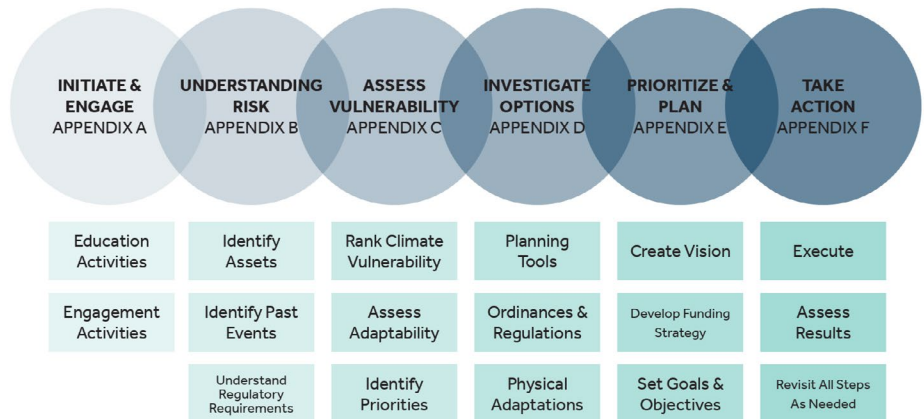 INITIATE &
ENGAGE
APPENDIX A
UNDERSTANDING
RISK
APPENDIX B
ASSESS
VULNERABILITY
APPENDIX C
INVESTIGATE
OPTIONS
APPENDIX D
PRIORITIZE &
PLAN
APPENDIX E
TAKE
ACTION
APPENDIX F
Education
Activities
Identify
Assets
Rank Climate
Vulnerability
Planning
Tools
Create Vision
Execute
Engagement
Activities
Identify Past
Events
Assess
Adaptability
Ordinances &
Regulations
Develop Funding
Strategy
Assess
Results
Understand
Regulatory
Requirements
Identify
Priorities
Physical
Adaptations
Set Goals &
Objectives
Revisit All Steps
As Needed